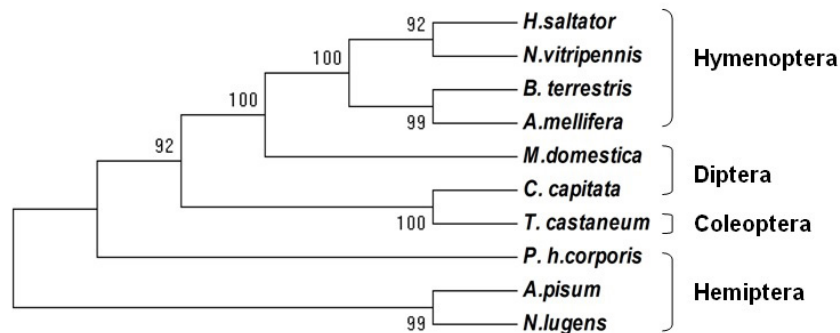 92
H.saltator
N.vitripennis
Hymenoptera
100
B. terrestris
100
99
A.mellifera
92
M.domestica
Diptera
C. capitata
100
T. castaneum
Coleoptera
P. h.corporis
A.pisum
Hemiptera
99
N.lugens